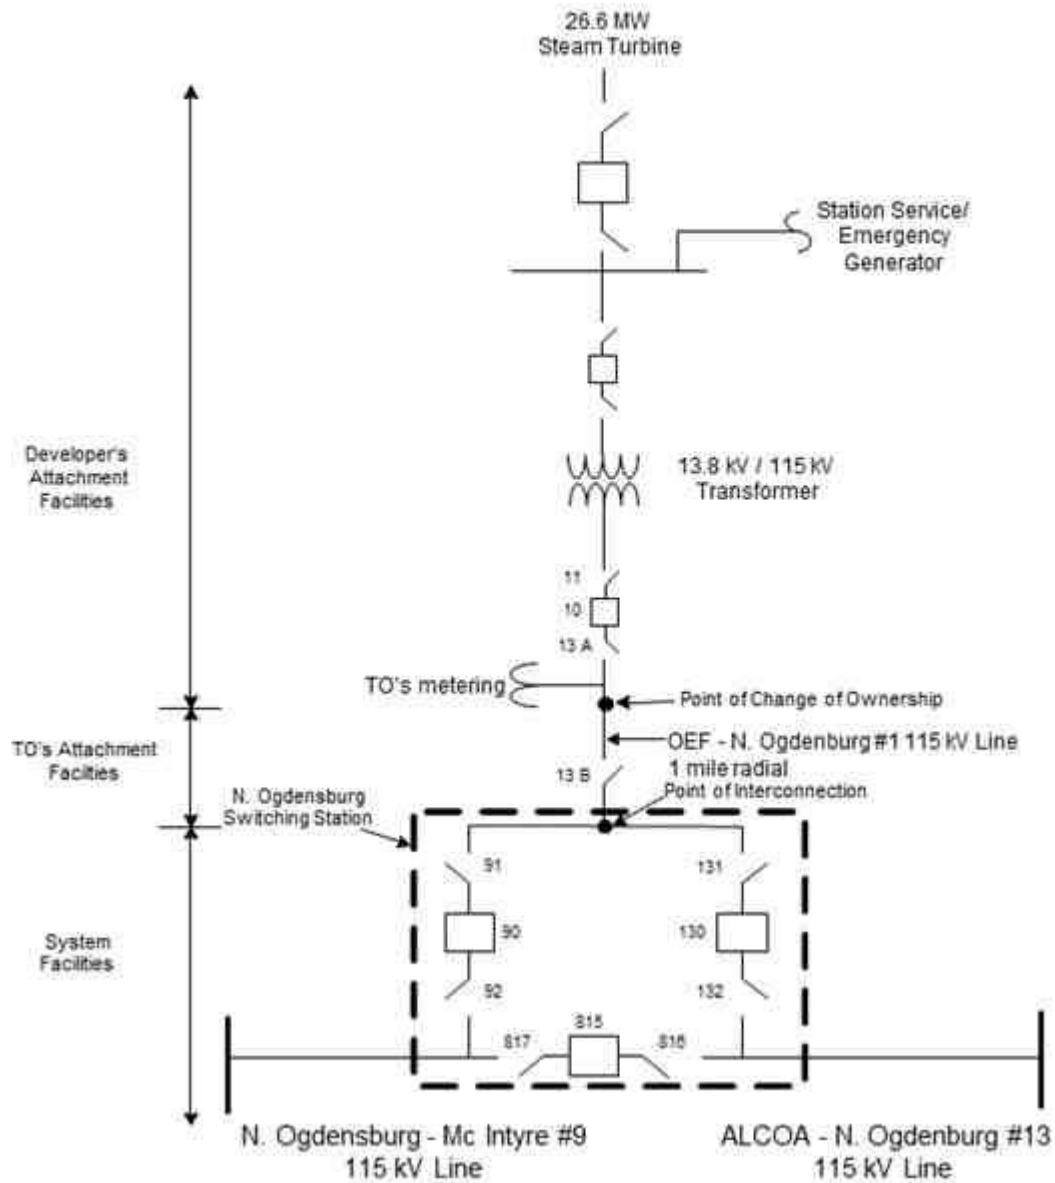 26.6 MW
Steam Turbine
Station Service/
Emergency
Generator
Developer's
Attachment
Facilities
13.8 kV / 115 kV
Transformer
11
10
13 A
TO's metering
Point of Change of Ownership
TO's Attachment
Facilties
OEF - N. Ogdenburg #1 115 kV Line
1 mile radial
13 B
Point of Interconnection
N. Ogdensburg
Switching Station
91
131
90
130
System
Facilities
92
132
815
817
816
N. Ogdensburg - Mc Intyre #9
115 kV Line
ALCOA - N. Ogdenburg #13
115 kV Line